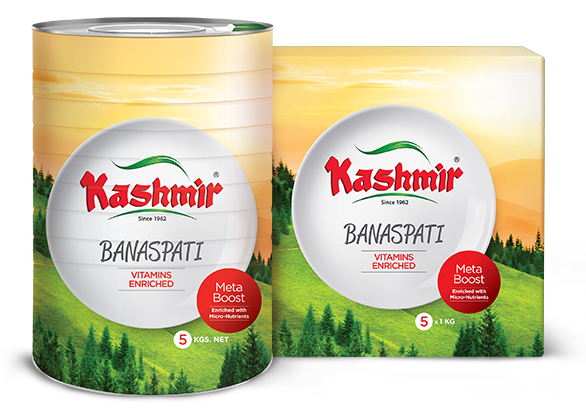 Kashmir®
Since 1962
BANASPATI
VITAMINS
ENRICHED
Meta
Boost
Enriched with
Micro-Nutrients
5 KGS. NET
Kashmir®
Since 1962
BANASPATI
VITAMINS
ENRICHED
Meta
Boost
Enriched with
Micro-Nutrients
5 x 1 KG